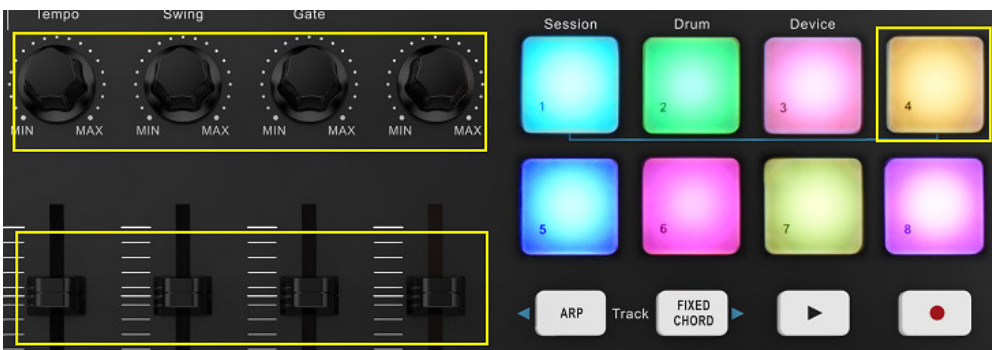 Tempo Swing Gate
MIN MAX MIN MAX MIN MAX MIN MAX
Session Drum Device
1 2 3 4
5 6 7 8
ARP Track FIXED CHORD